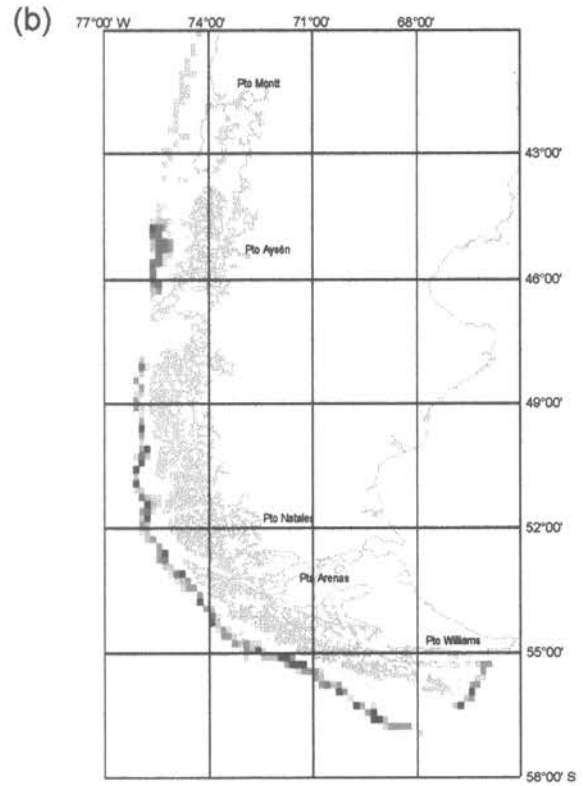 (b)
77°00' W 74°00' 71°00' 68°00'
Pto Montt
43°00'
Pto Aysén
46°00'
49°00'
Pto Natales
52°00'
Pto Arenas
Pto Williams
55°00'
58°00' S